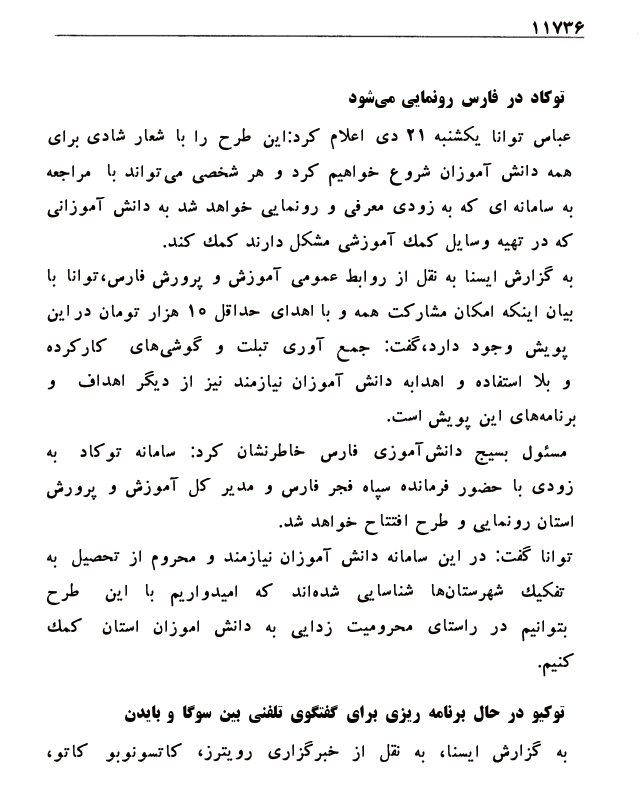 ۱۱۷۳۶
توکاد در فارس رونمایی می‌شود
عباس توانا یکشنبه ۲۱ دی اعلام کرد:این طرح را با شعار شادی برای
همه دانش آموزان شروع خواهیم کرد و هر شخصی می‌تواند با مراجعه
به سامانه ای که به زودی معرفی و رونمایی خواهد شد به دانش آموزانی
که در تهیه وسایل کمك آموزشی مشکل دارند کمك کند.
به گزارش ایسنا به نقل از روابط عمومی آموزش و پرورش فارس،توانا با
بیان اینکه امکان مشارکت همه و با اهدای حداقل ۱۰ هزار تومان در این
پویش وجود دارد،گفت: جمع آوری تبلت و گوشی‌های کارکرده
و بلا استفاده و اهدابه دانش آموزان نیازمند نیز از دیگر اهداف و
برنامه‌های این پویش است.
مسئول بسیج دانش‌آموزی فارس خاطرنشان کرد: سامانه توکاد به
زودی با حضور فرمانده سپاه فجر فارس و مدیر کل آموزش و پرورش
استان رونمایی و طرح افتتاح خواهد شد.
توانا گفت: در این سامانه دانش آموزان نیازمند و محروم از تحصیل به
تفکیك شهرستان‌ها شناسایی شده‌اند که امیدواریم با این طرح
بتوانیم در راستای محرومیت زدایی به دانش اموزان استان کمك
کنیم.
توکیو در حال برنامه ریزی برای گفتگوی تلفنی بین سوگا و بایدن
به گزارش ایسنا، به نقل از خبرگزاری رویترز، کاتسونوبو کاتو،